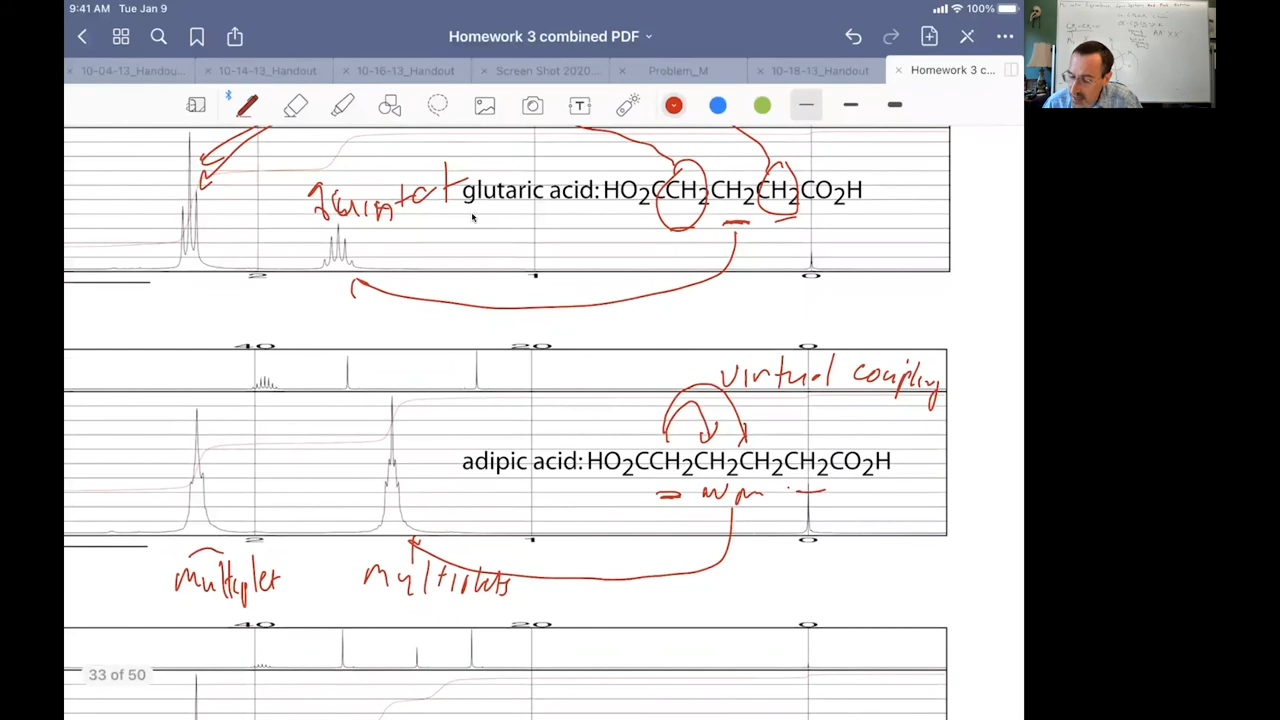 9:41 AM Tue Jan 9
100%
Homework 3 combined PDF
10-04-13_Handou...
10-14-13_Handout
10-16-13_Handout
Screen Shot 2020...
Problem_M
10-18-13_Handout
Homework 3 c...
glutaric acid: HO2CCH2CH2CH2CO2H
2
1
0
40
20
0
virtual coupling
adipic acid: HO2CCH2CH2CH2CH2CO2H
2
1
0
multiplet
multiplets
40
20
0
33 of 50